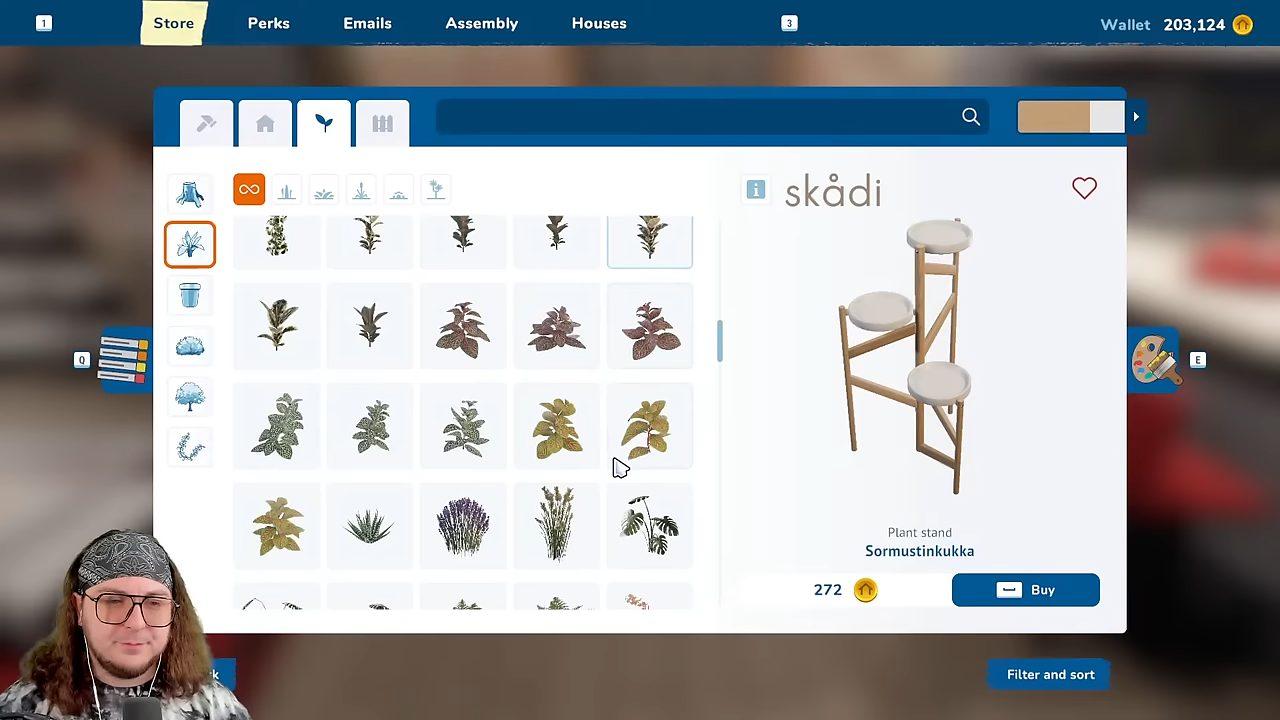 1 Store Perks Emails Assembly Houses 3 Wallet 203,124
skådi
Q
E
Plant stand
Sormustinkukka
272 Buy
k Filter and sort